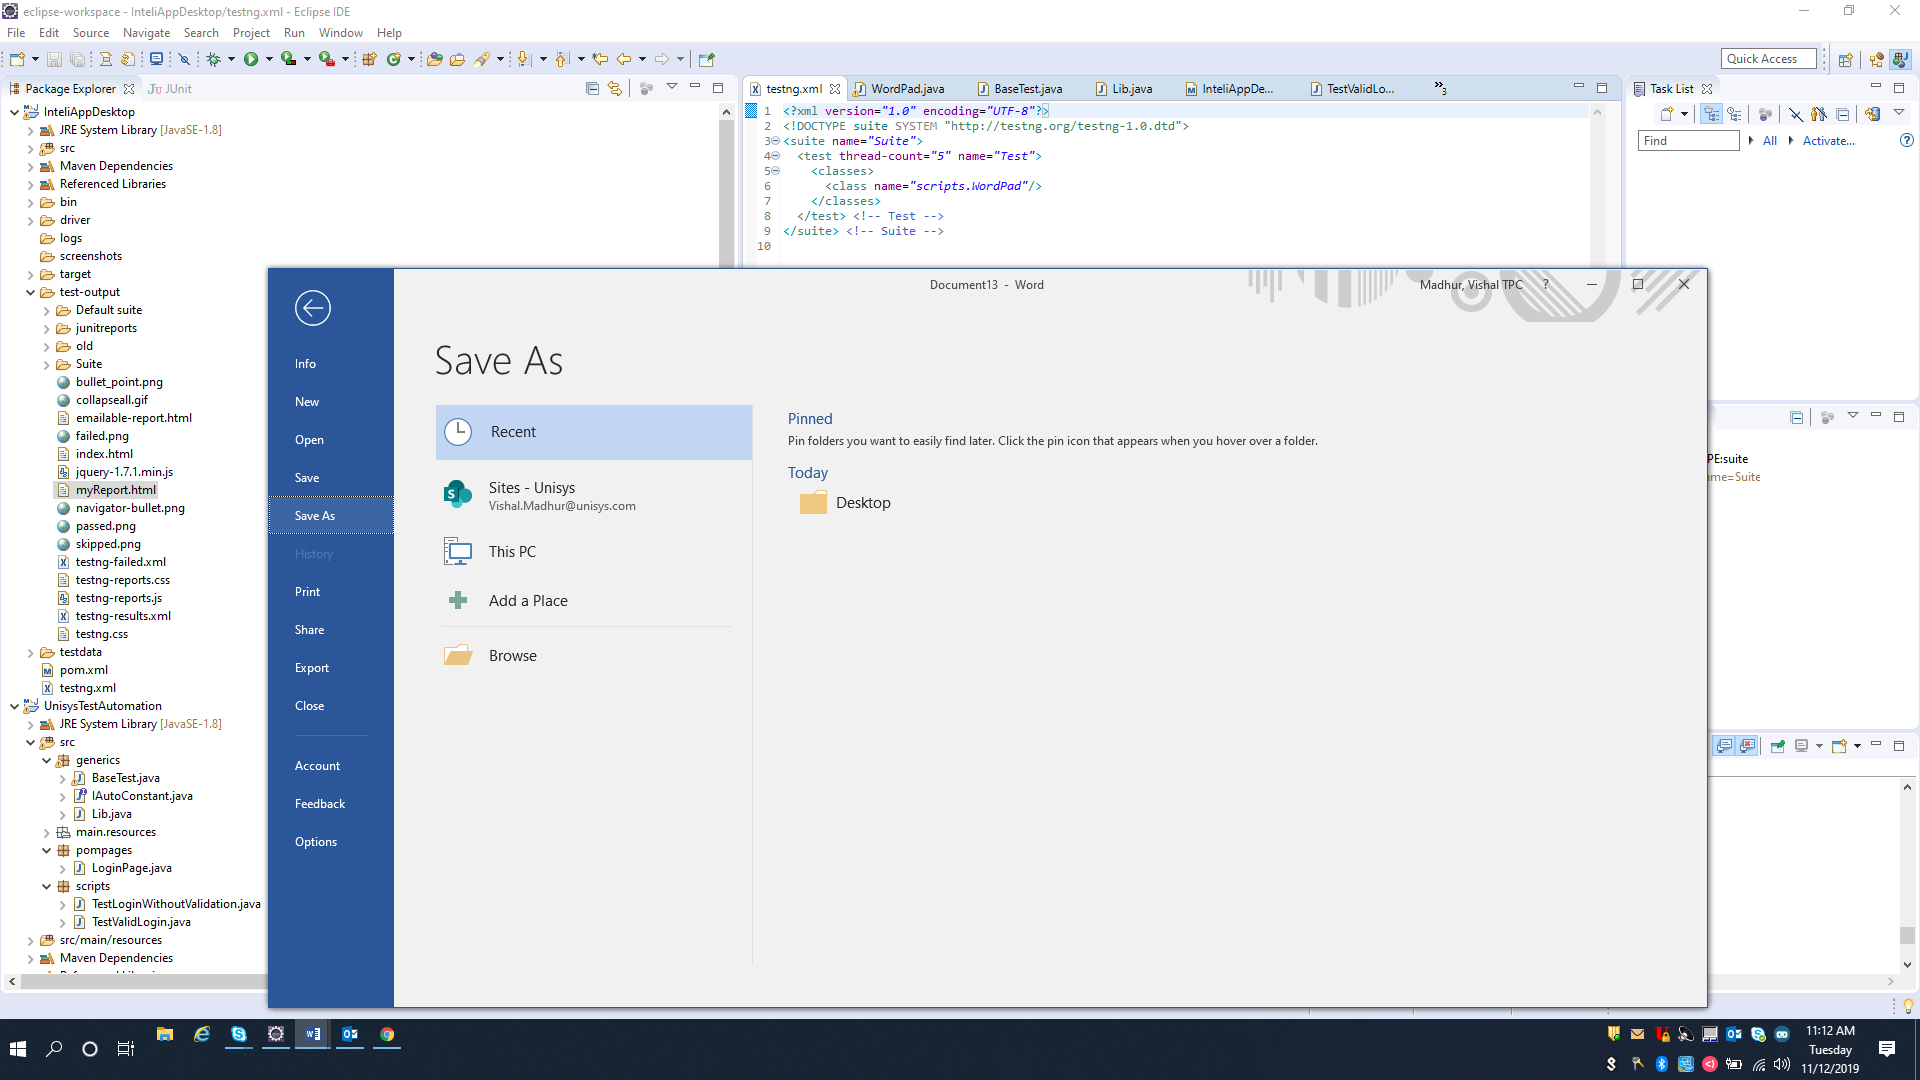 eclipse-workspace - InteliAppDesktop/testng.xml - Eclipse IDE
File Edit Source Navigate Search Project Run Window Help
Quick Access
Package Explorer JUnit
testng.xml WordPad.java BaseTest.java Lib.java InteliAppDe... TestValidLo... »3
Task List
Find All Activate...
InteliAppDesktop
JRE System Library [JavaSE-1.8]
src
Maven Dependencies
Referenced Libraries
bin
driver
logs
screenshots
target
test-output
Default suite
junitreports
old
Suite
bullet_point.png
collapseall.gif
emailable-report.html
failed.png
index.html
jquery-1.7.1.min.js
myReport.html
navigator-bullet.png
passed.png
skipped.png
testng-failed.xml
testng-reports.css
testng-reports.js
testng-results.xml
testng.css
testdata
pom.xml
testng.xml
UnisysTestAutomation
JRE System Library [JavaSE-1.8]
src
generics
BaseTest.java
IAutoConstant.java
Lib.java
main.resources
pompages
LoginPage.java
scripts
TestLoginWithoutValidation.java
TestValidLogin.java
src/main/resources
Maven Dependencies
1 <?xml version="1.0" encoding="UTF-8"?>
2 <!DOCTYPE suite SYSTEM "http://testng.org/testng-1.0.dtd">
3 <suite name="Suite">
4 <test thread-count="5" name="Test">
5 <classes>
6 <class name="scripts.WordPad"/>
7 </classes>
8 </test> <!-- Test -->
9 </suite> <!-- Suite -->
10
PE:suite
me=Suite
Document13 - Word
Madhur, Vishal TPC ?
Info
New
Open
Save
Save As
History
Print
Share
Export
Close
Account
Feedback
Options
Save As
Recent
Sites - Unisys
Vishal.Madhur@unisys.com
This PC
Add a Place
Browse
Pinned
Pin folders you want to easily find later. Click the pin icon that appears when you hover over a folder.
Today
Desktop
11:12 AM
Tuesday
11/12/2019